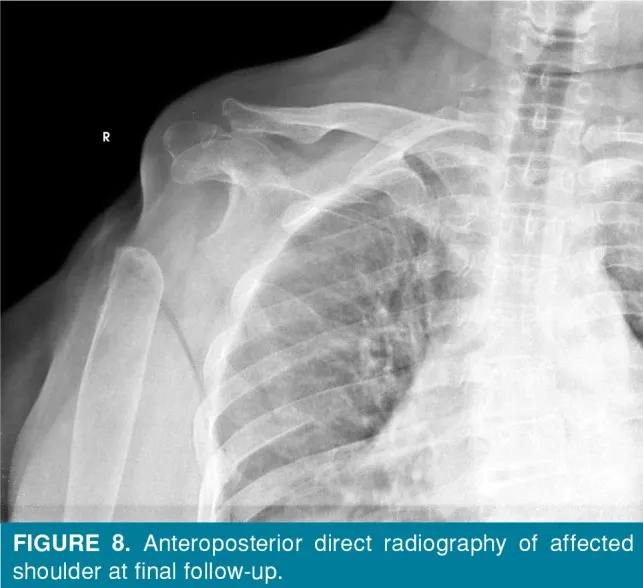 R
FIGURE 8. Anteroposterior direct radiography of affected
shoulder at final follow-up.